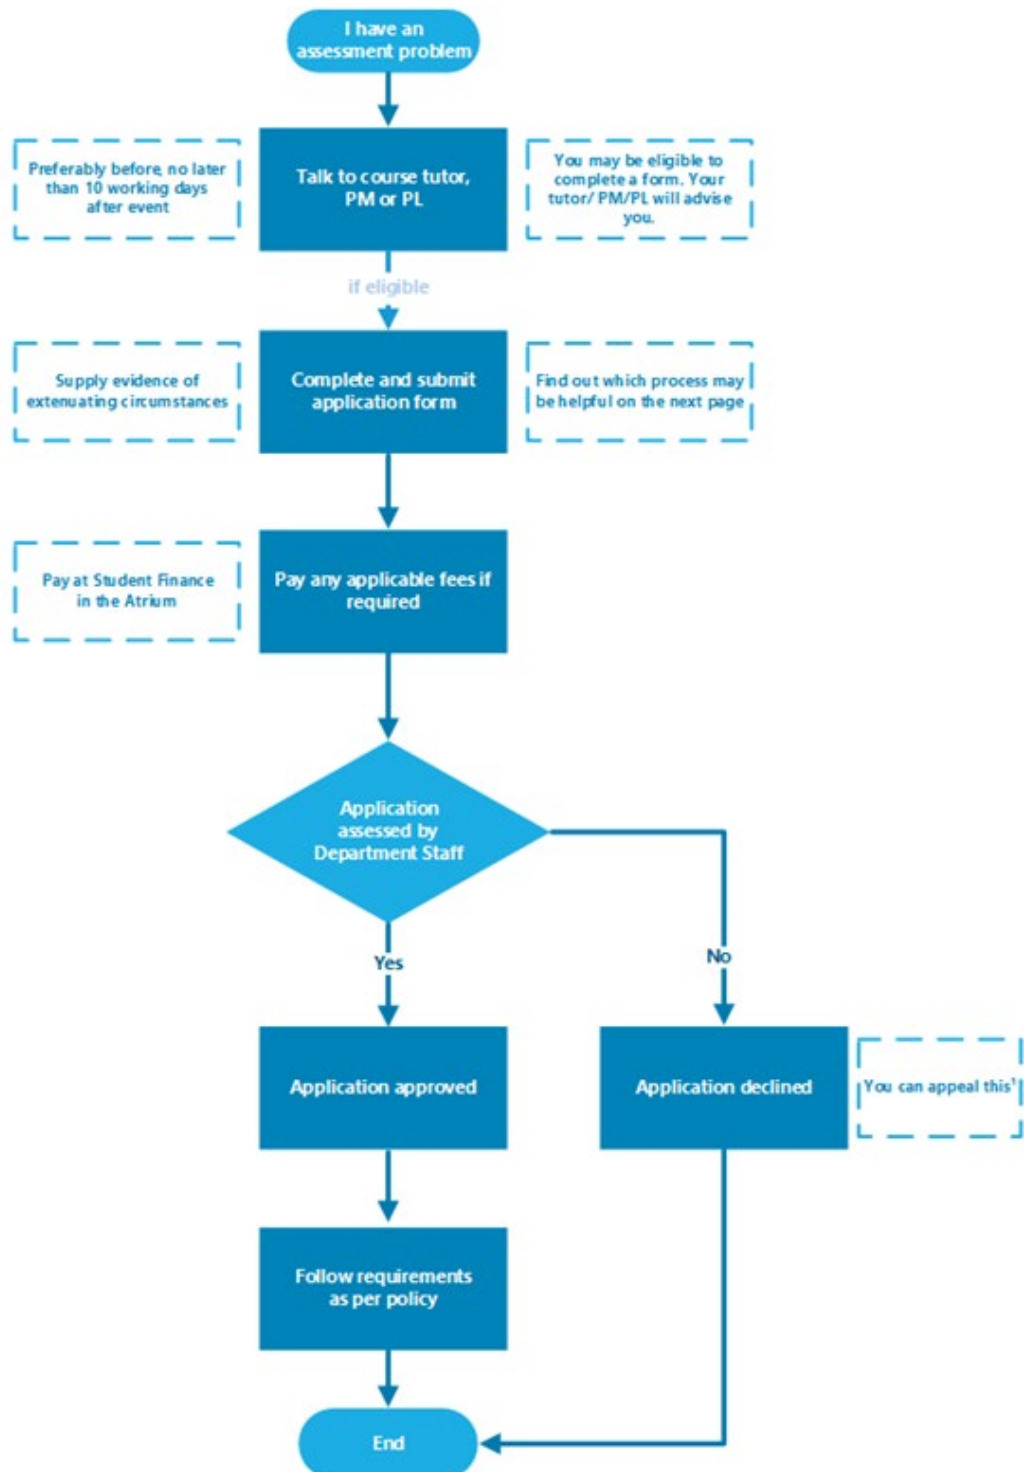 I have an
assessment problem
Preferably before, no later
than 10 working days
after event
Talk to course tutor,
PM or PL
You may be eligible to
complete a form. Your
tutor/ PM/PL will advise
you.
if eligible
Supply evidence of
extenuating circumstances
Complete and submit
application form
Find out which process may
be helpful on the next page
Pay at Student Finance
in the Atrium
Pay any applicable fees if
required
Application
assessed by
Department Staff
Yes
No
Application approved
Application declined
You can appeal this¹
Follow requirements
as per policy
End